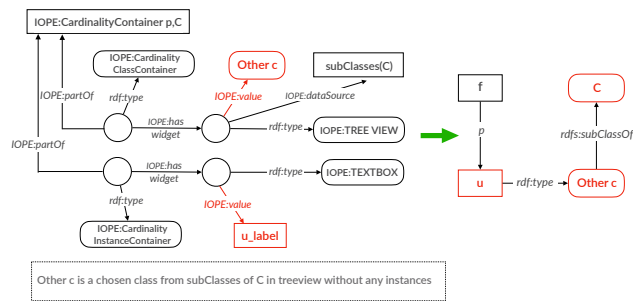 IOPE:CardinalityContainer p,C
IOPE:Cardinality
ClassContainer
Other c
subClasses(C)
f
C
IOPE:partOf
rdf:type
IOPE:value
IOPE:dataSource
IOPE:has
widget
rdf:type
IOPE:TREE VIEW
p
rdfs:subClassOf
IOPE:partOf
IOPE:has
widget
rdf:type
IOPE:TEXTBOX
u
rdf:type
Other c
rdf:type
IOPE:value
IOPE:Cardinality
InstanceContainer
u_label
Other c is a chosen class from subClasses of C in treeview without any instances